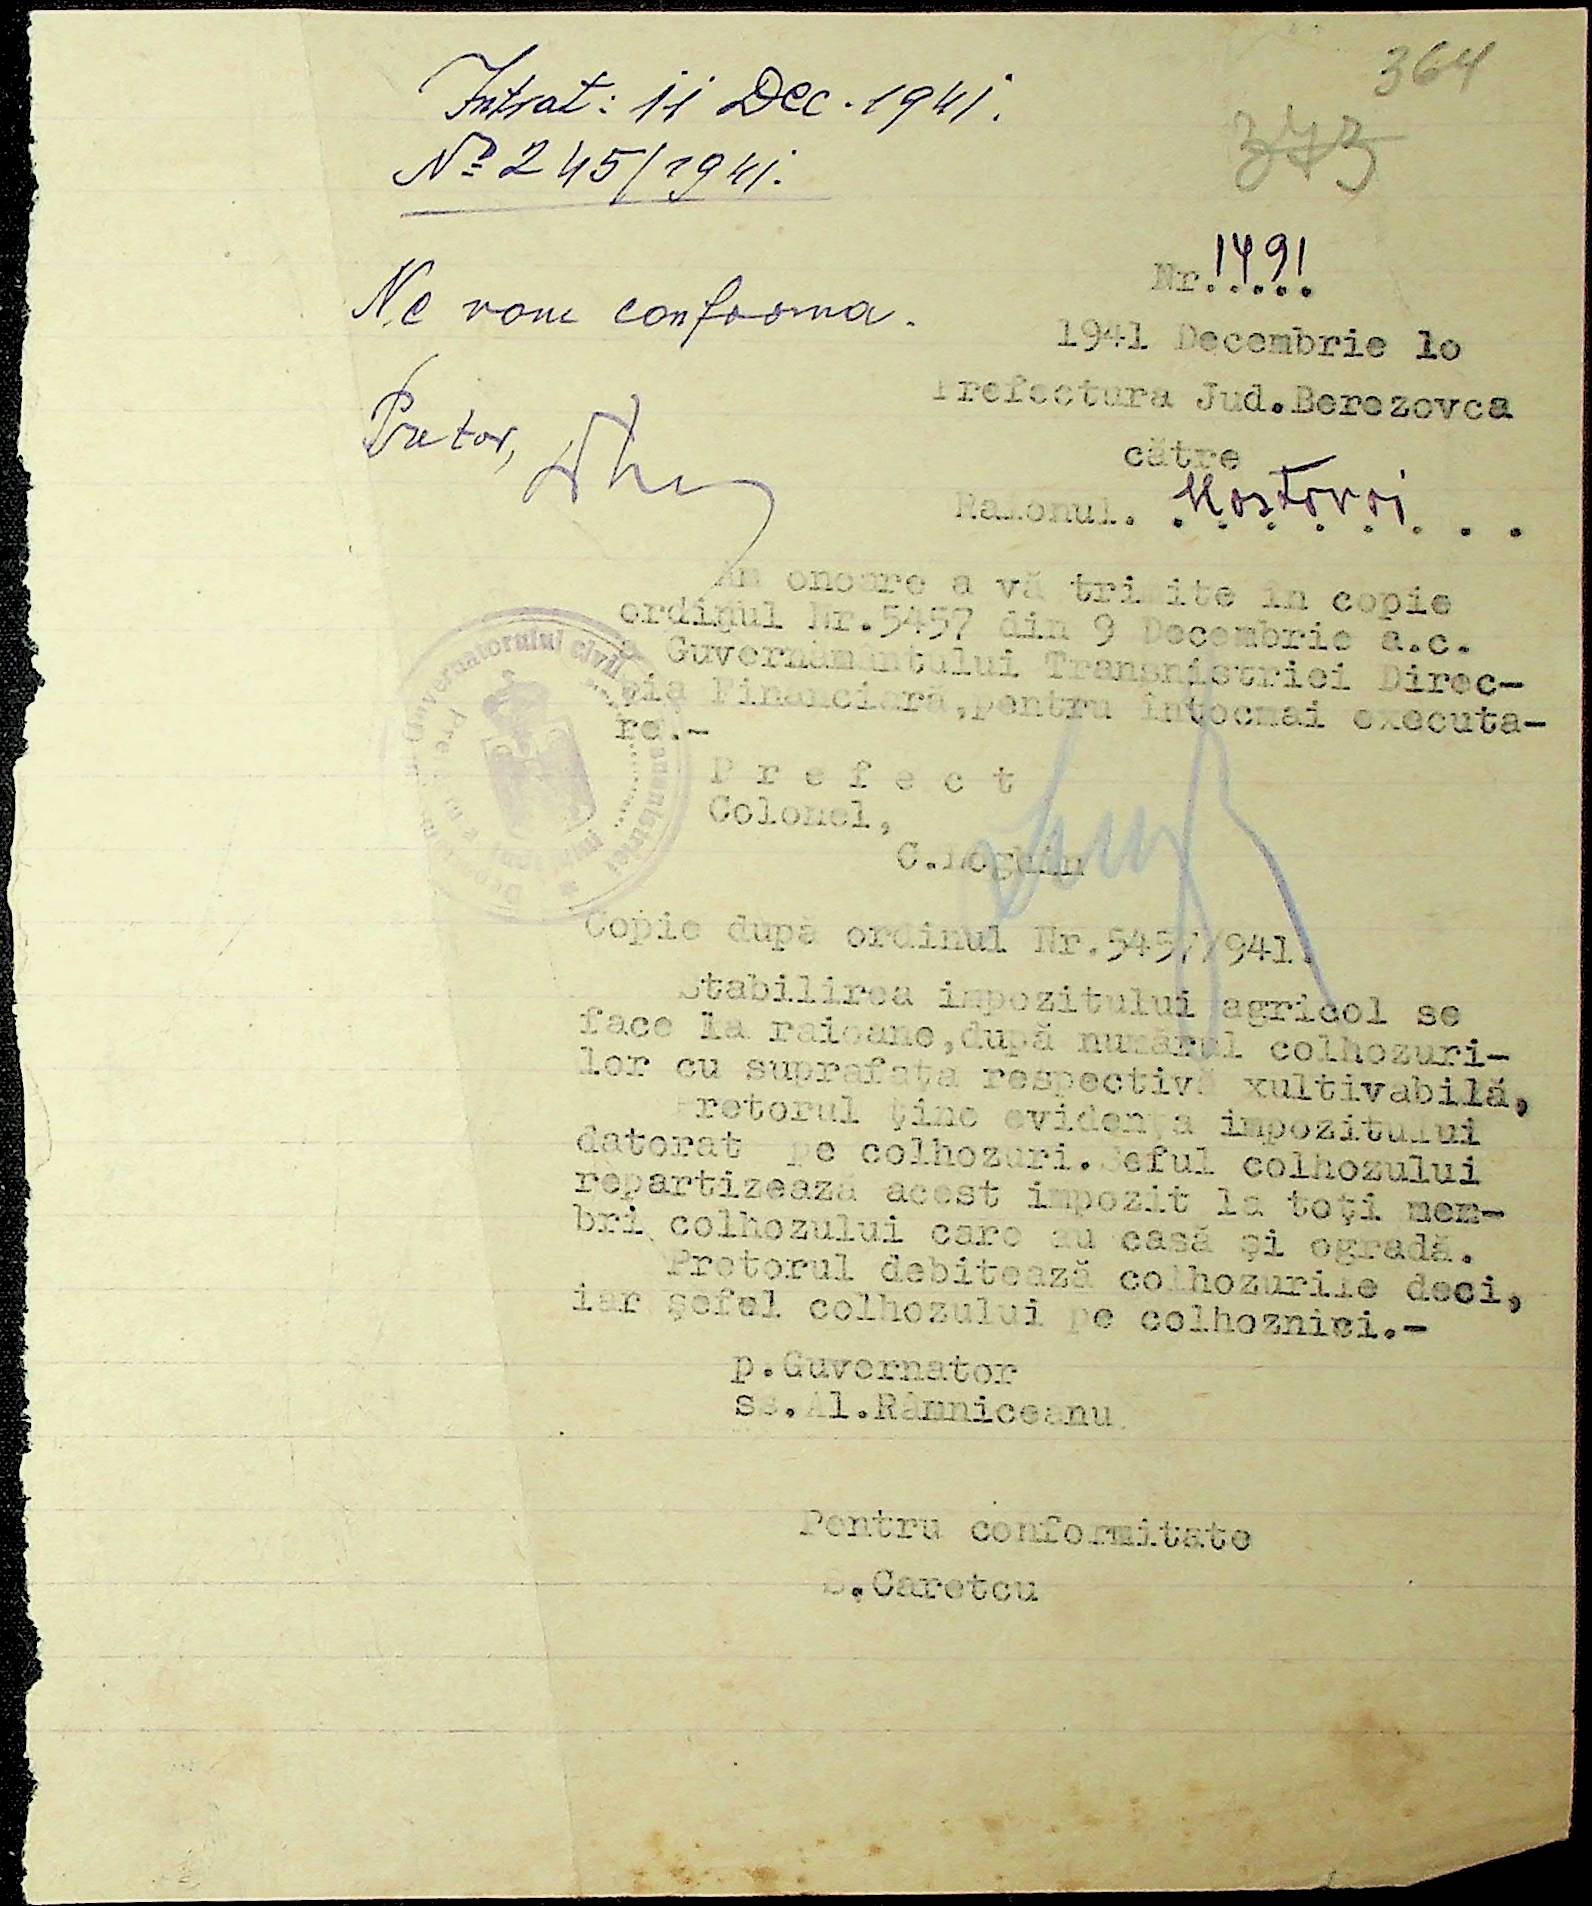 364
373
Intrat: 11 Dec. 1941.
Nº 245/1941.
Ne vom conforma.
Pretor,
Nr.1491
1941 Decembrie 1o
Prefectura Jud.Berezovca
către
Raionul. Mostovoi
Am onoare a vă trimite în copie
ordinul Nr.5457 din 9 Decembrie a.c.
a Guvernământului Transnistriei Direc-
ția Financiară,pentru întocmai executa-
re.-
P r e f e c t
Colonel,
C.Loghin
Copie după ordinul Nr.5457/941.
Stabilirea impozitului agricol se
face la raioane,după numărul colhozuri-
lor cu suprafața respectivă xultivabilă,
Pretorul ține evidența impozitului
datorat pe colhozuri.Șeful colhozului
repartizează acest impozit la toți mem-
bri colhozului care au casă și ogradă.
Pretorul debitează colhozurile deci,
iar șeful colhozului pe colhoznici.-
p.Guvernator
ss.Al.Râmniceanu
Pentru conformitate
S.Caretcu